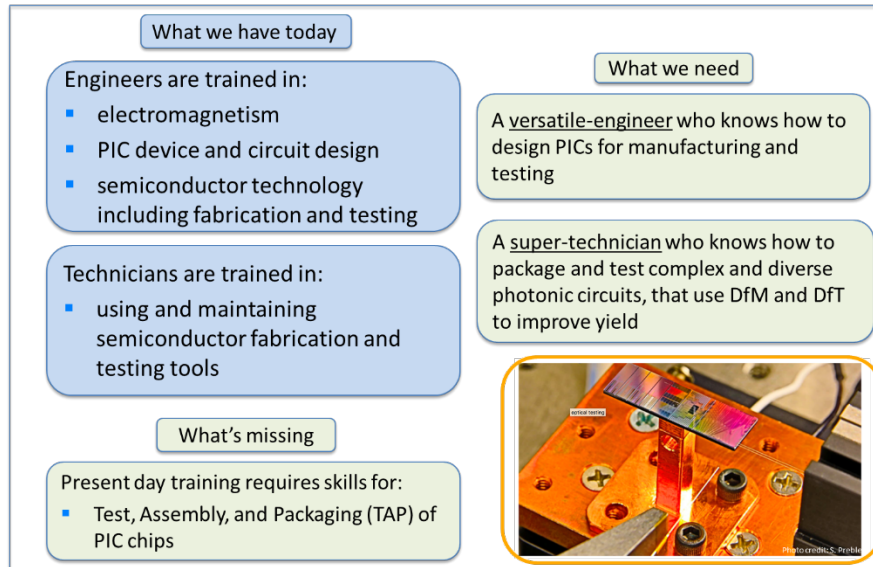 What we have today
Engineers are trained in:
▪ electromagnetism
▪ PIC device and circuit design
▪ semiconductor technology
including fabrication and testing
Technicians are trained in:
▪ using and maintaining
semiconductor fabrication and
testing tools
What's missing
Present day training requires skills for:
▪ Test, Assembly, and Packaging (TAP) of
PIC chips
What we need
A versatile-engineer who knows how to
design PICs for manufacturing and
testing
A super-technician who knows how to
package and test complex and diverse
photonic circuits, that use DfM and DfT
to improve yield
optical testing
Photo credit: S. Preble